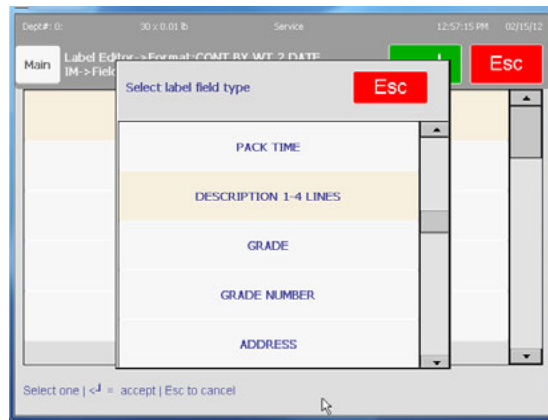 Dept#: 0: 30 x 0.01 lb Service 12:57:15 PM 02/15/12
Main
Label Editor->Format:CONT BY WT 2 DATE
IM->Field
Esc
Select label field type
Esc
PACK TIME
DESCRIPTION 1-4 LINES
GRADE
GRADE NUMBER
ADDRESS
Select one | <┘ = accept | Esc to cancel